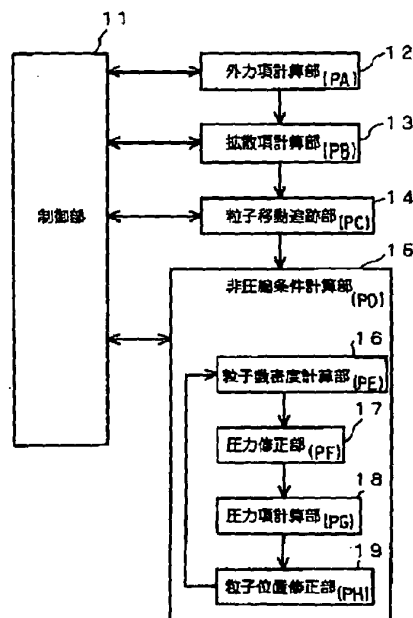 11
12
外力項計算部(PA)
13
拡散項計算部(PB)
14
粒子移動追跡部(PC)
制御部
15
非圧縮条件計算部(PD)
16
粒子数密度計算部(PE)
17
圧力修正部(PF)
18
圧力項計算部(PG)
19
粒子位置修正部(PH)